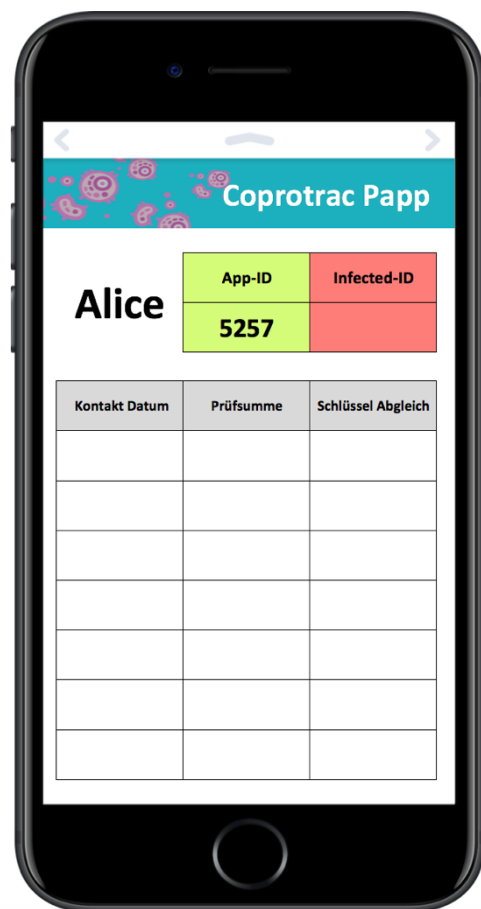 Coprotrac Papp
Alice
App-ID Infected-ID
5257
Kontakt Datum Prüfsumme Schlüssel Abgleich